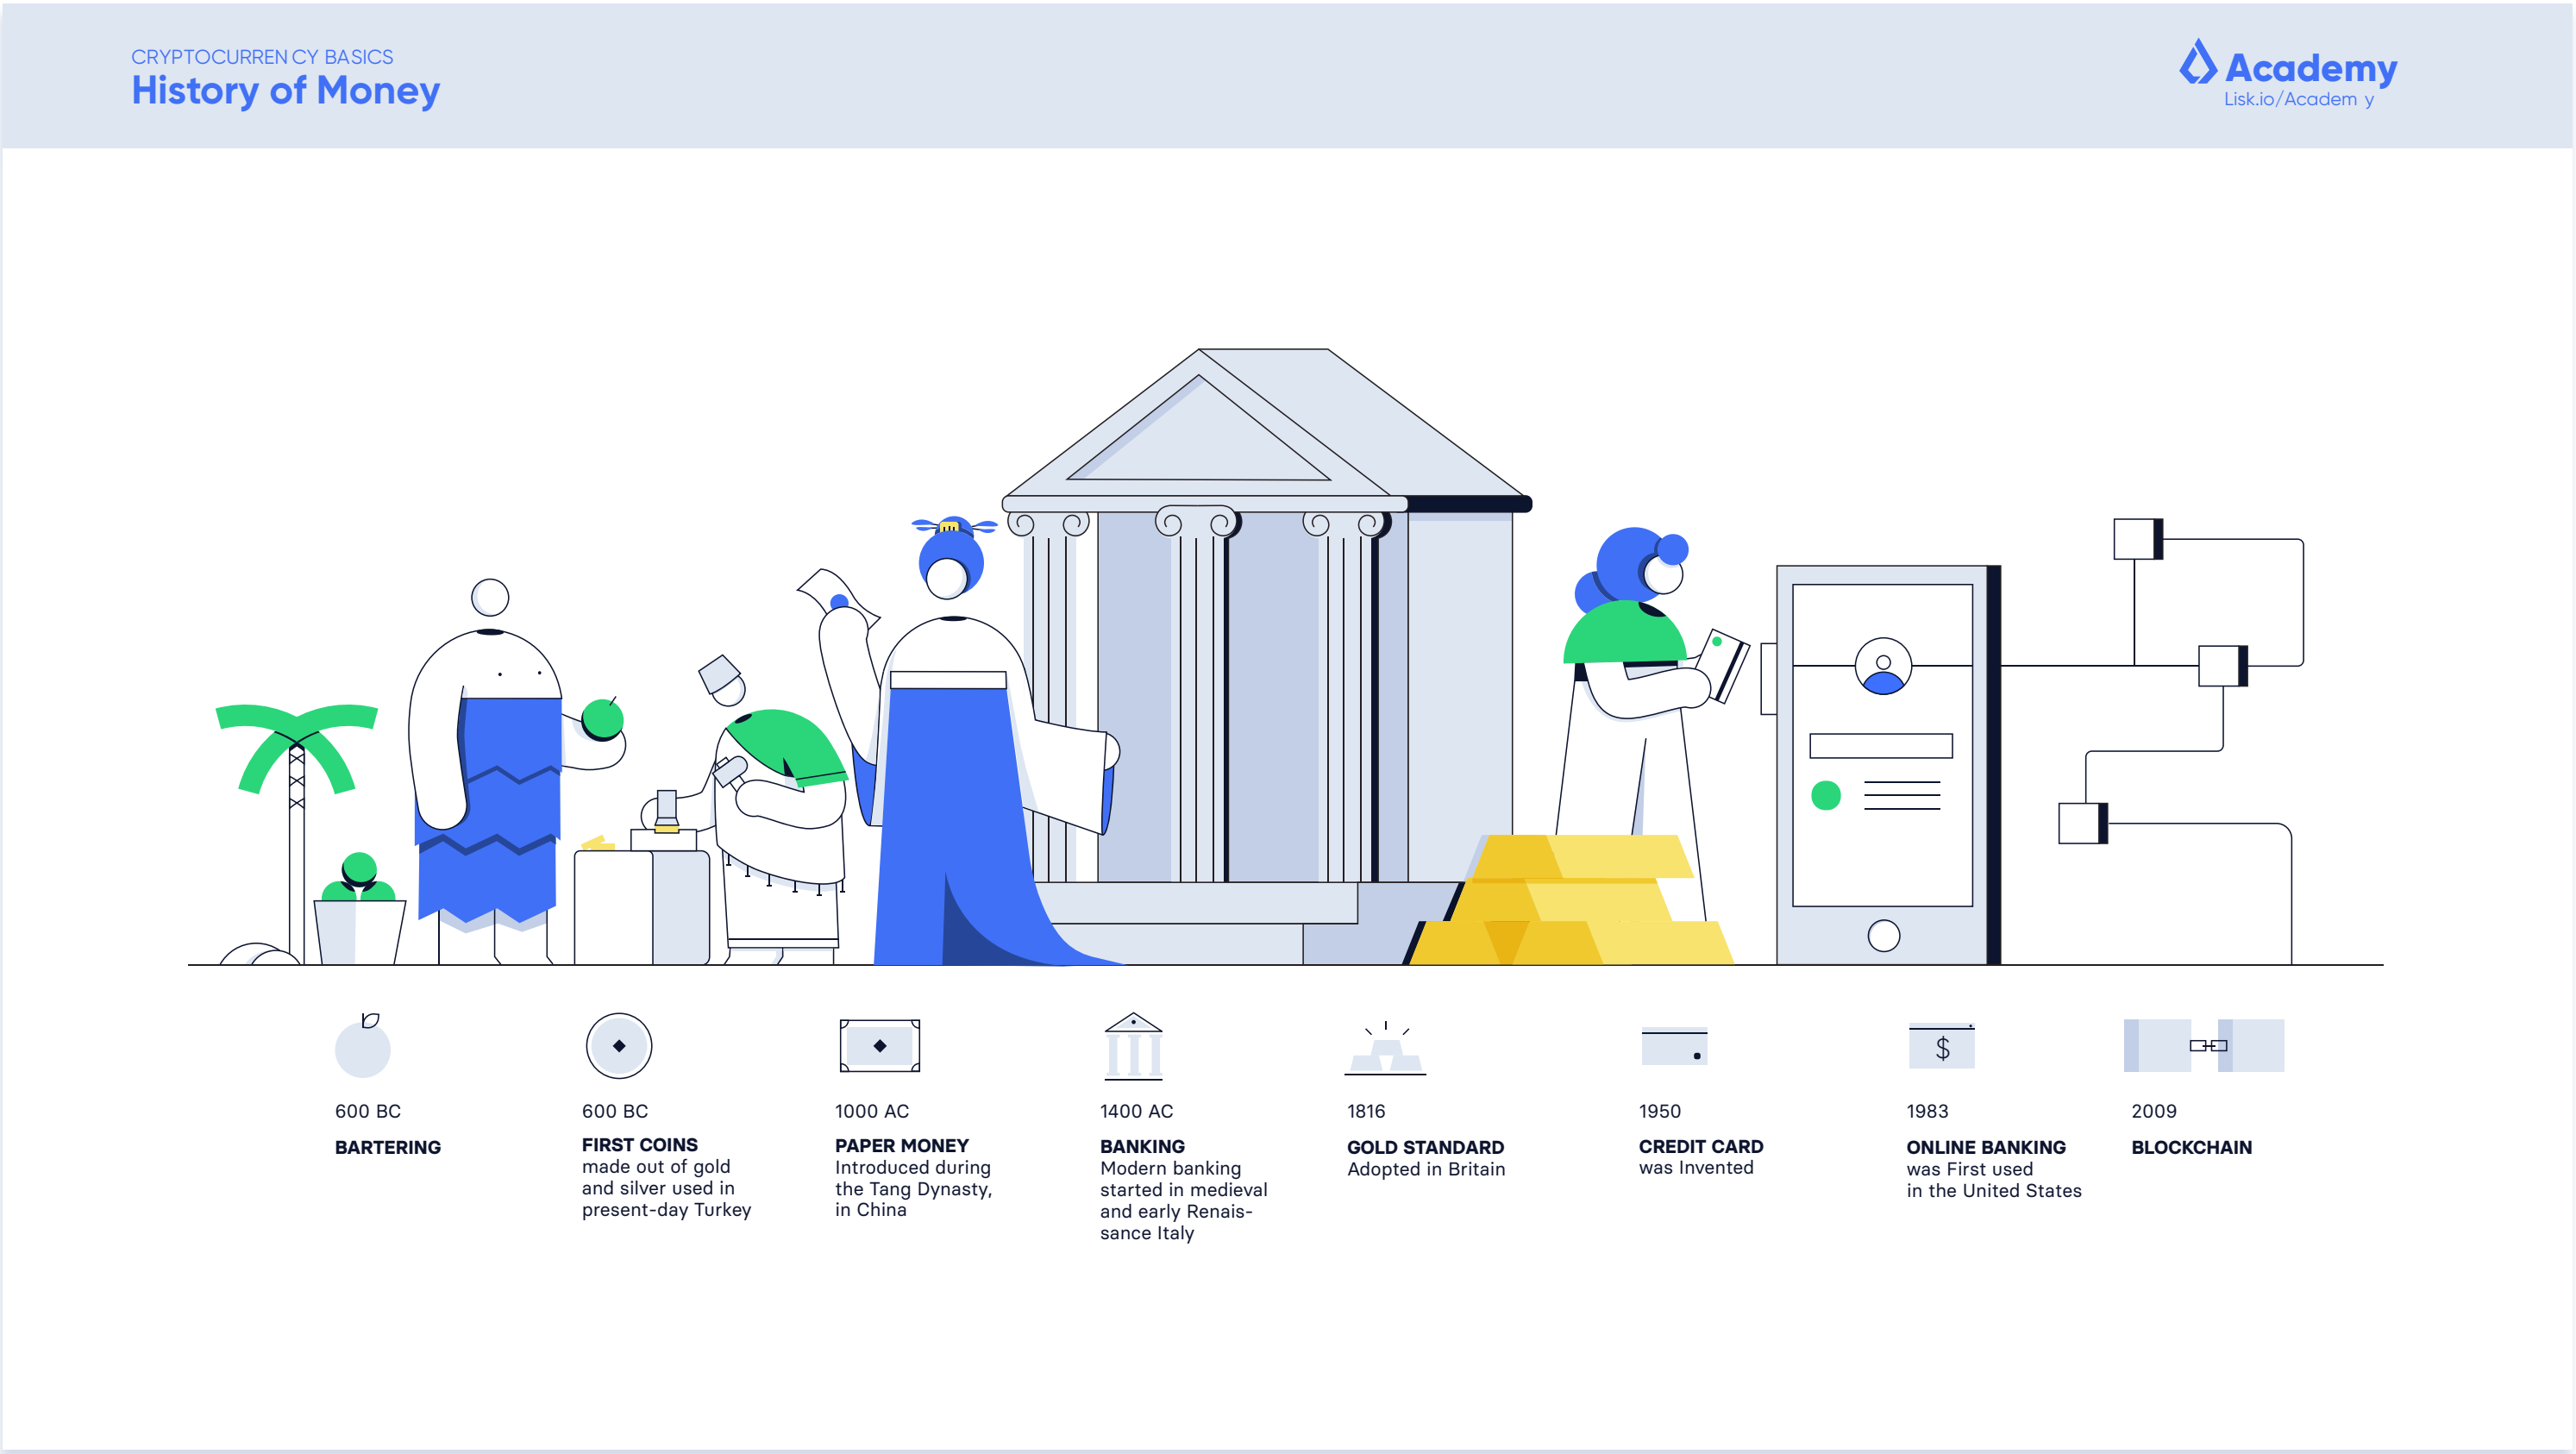 CRYPTOCURRENCY BASICS
History of Money
Academy
Lisk.io/Academy
600 BC
BARTERING
600 BC
FIRST COINS
made out of gold
and silver used in
present-day Turkey
1000 AC
PAPER MONEY
Introduced during
the Tang Dynasty,
in China
1400 AC
BANKING
Modern banking
started in medieval
and early Renais-
sance Italy
1816
GOLD STANDARD
Adopted in Britain
1950
CREDIT CARD
was Invented
$
1983
ONLINE BANKING
was First used
in the United States
2009
BLOCKCHAIN